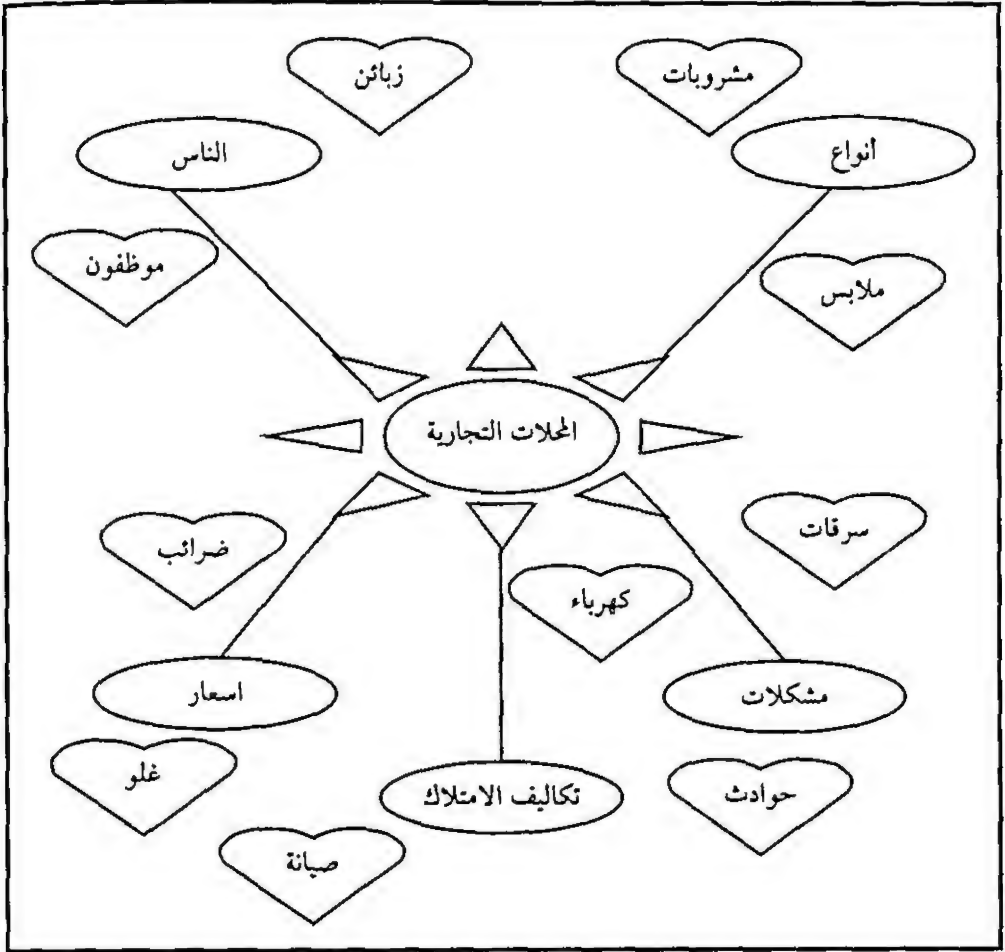 مشروبات
زبائن
أنواع
الناس
ملابس
موظفون
المحلات التجارية
سرقات
ضرائب
كهرباء
مشكلات
اسعار
حوادث
تكاليف الامتلاك
غلو
صيانة